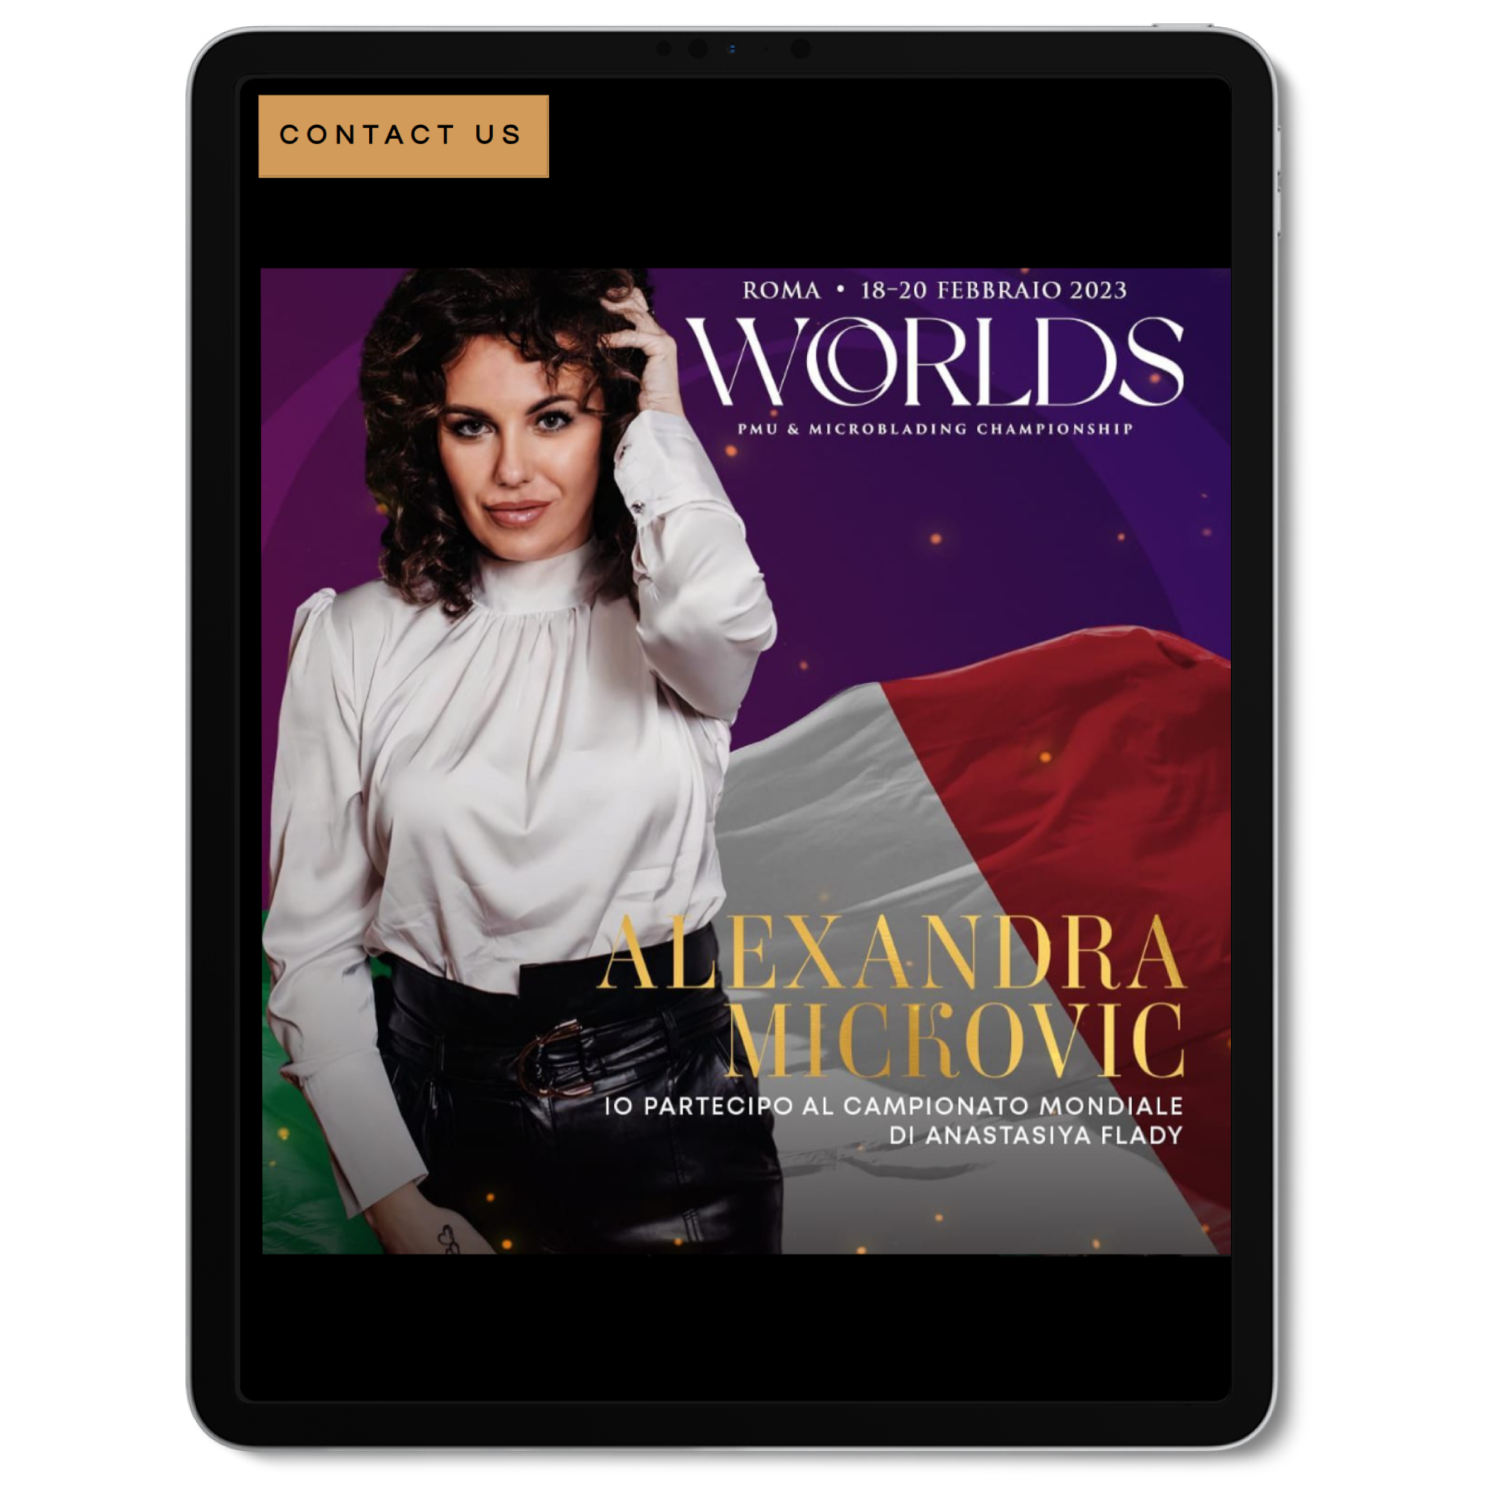 CONTACT US
ROMA • 18-20 FEBBRAIO 2023
WORLDS
PMU & MICROBLADING CHAMPIONSHIP
ALEXANDRA
MICKOVIC
IO PARTECIPO AL CAMPIONATO MONDIALE
DI ANASTASIYA FLADY